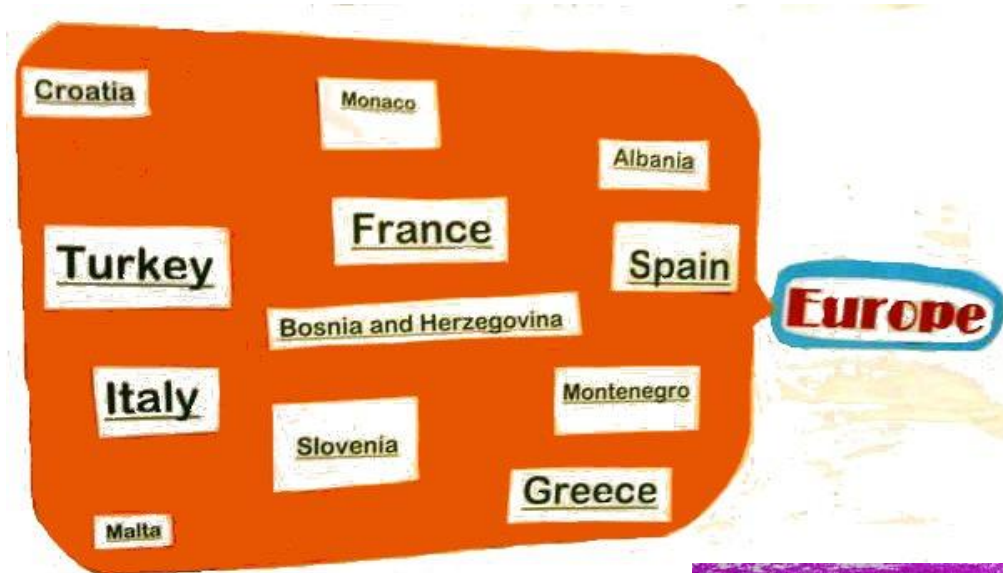 Croatia
Monaco
Albania
France
Turkey
Spain
Europe
Bosnia and Herzegovina
Italy
Montenegro
Slovenia
Greece
Malta